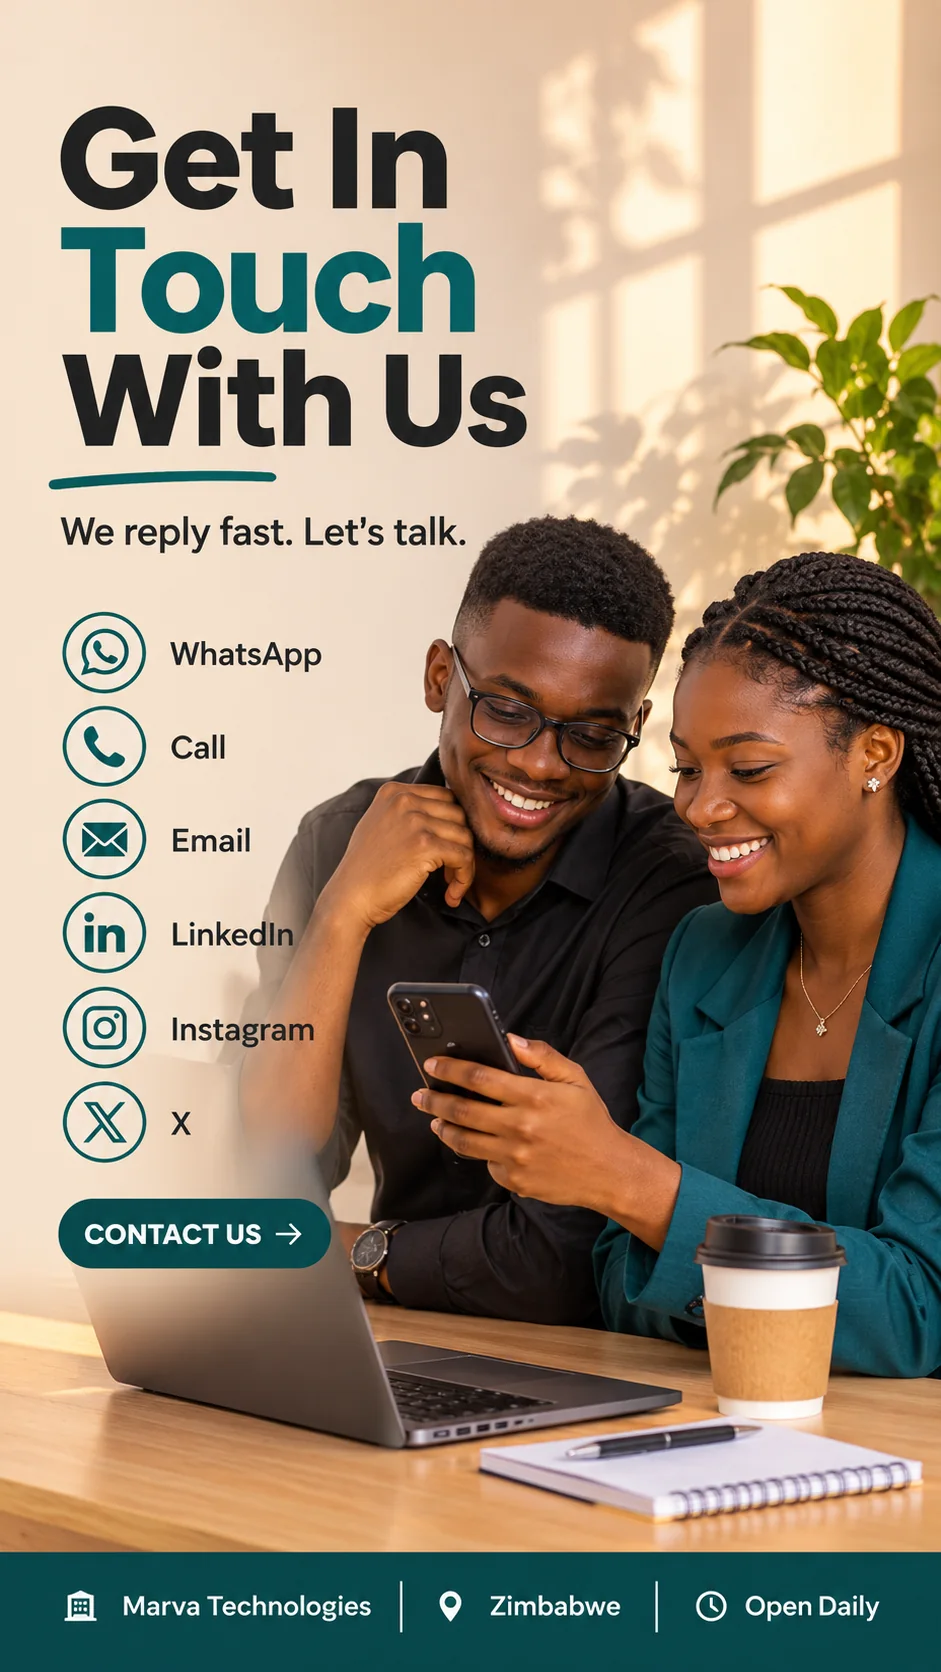 Get In
Touch
With Us
We reply fast. Let's talk.
WhatsApp
Call
Email
in LinkedIn
Instagram
X
CONTACT US →
Marva Technologies | Zimbabwe | Open Daily